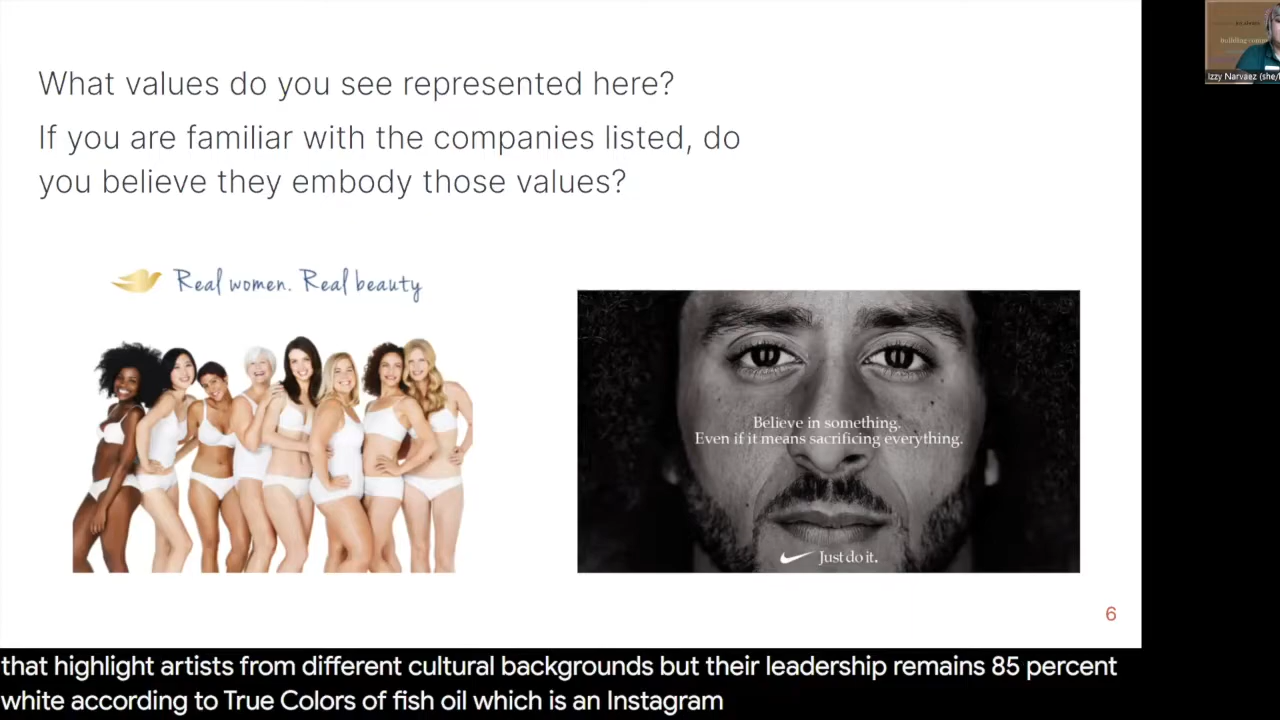 What values do you see represented here?
If you are familiar with the companies listed, do
you believe they embody those values?
Real women. Real beauty
Believe in something.
Even if it means sacrificing everything.
Just do it.
6
that highlight artists from different cultural backgrounds but their leadership remains 85 percent
white according to True Colors of fish oil which is an Instagram
Izzy Narvaez (she/